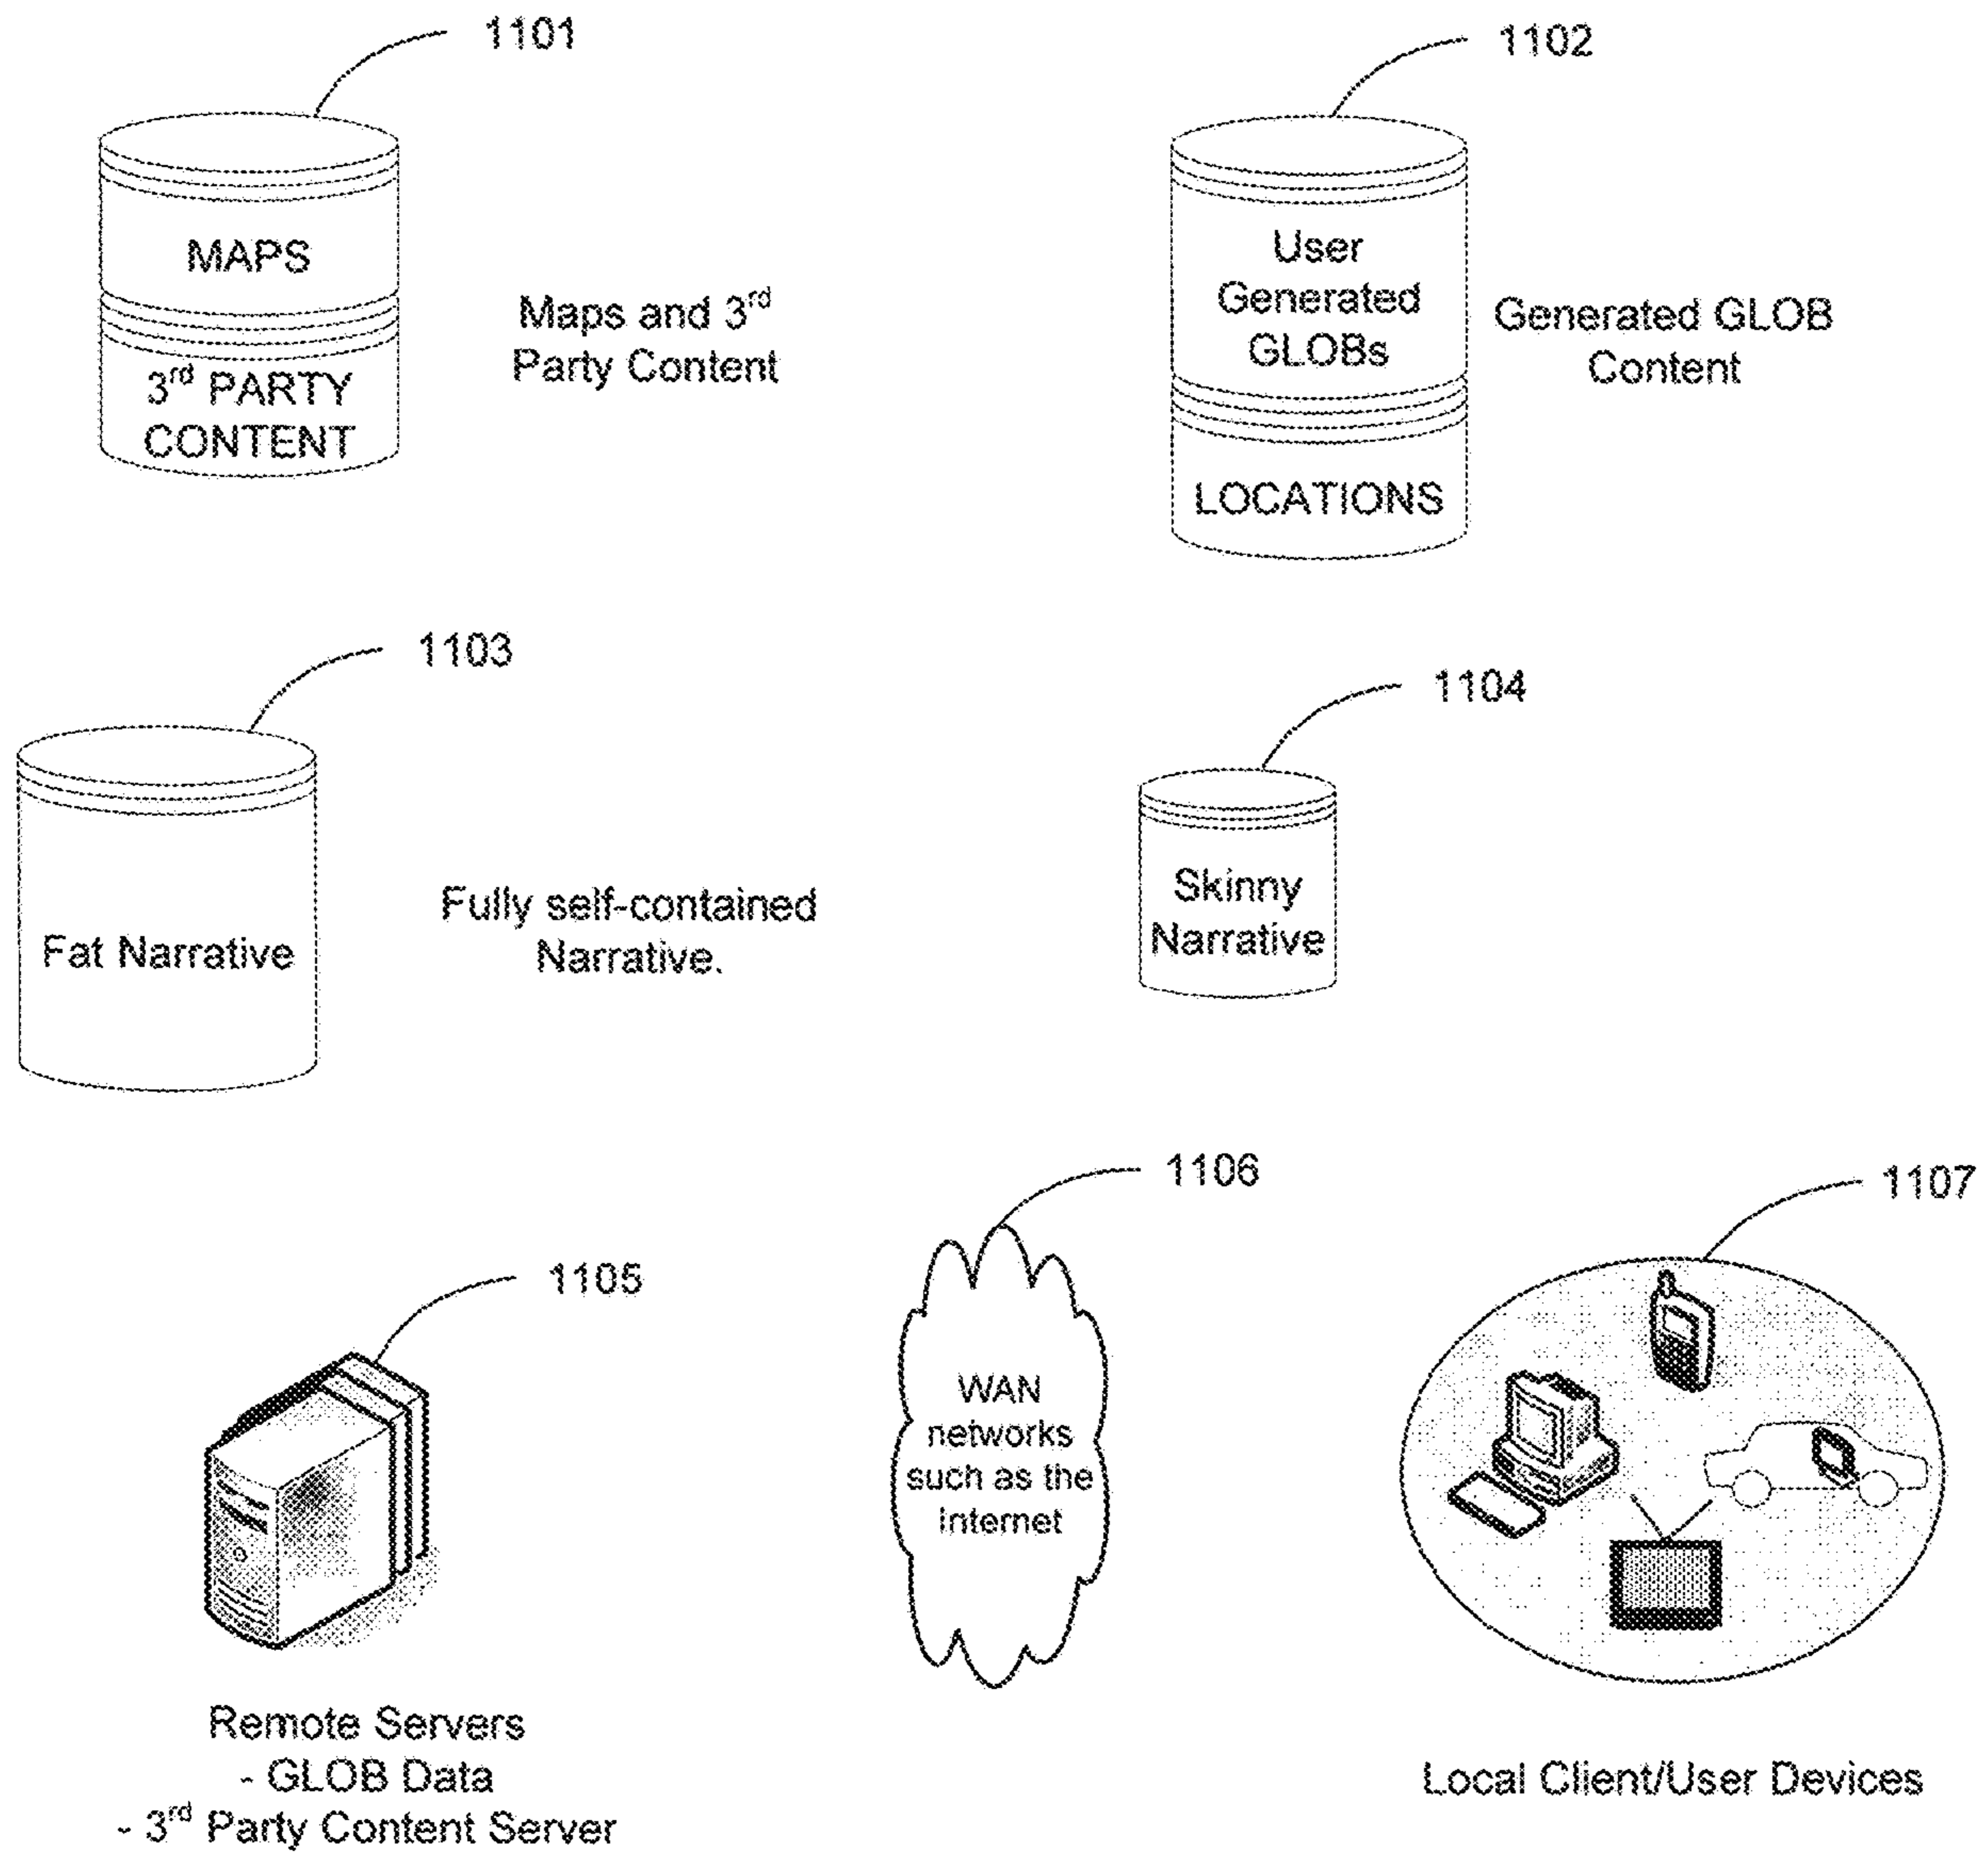 1101
1102
MAPS
3rd PARTY
CONTENT
Maps and 3rd
Party Content
User
Generated
GLOBs
LOCATIONS
Generated GLOB
Content
1103
1104
Fat Narrative
Fully self-contained
Narrative.
Skinny
Narrative
1105
1106
1107
WAN
networks
such as the
Internet
Remote Servers
- GLOB Data
- 3rd Party Content Server
Local Client/User Devices